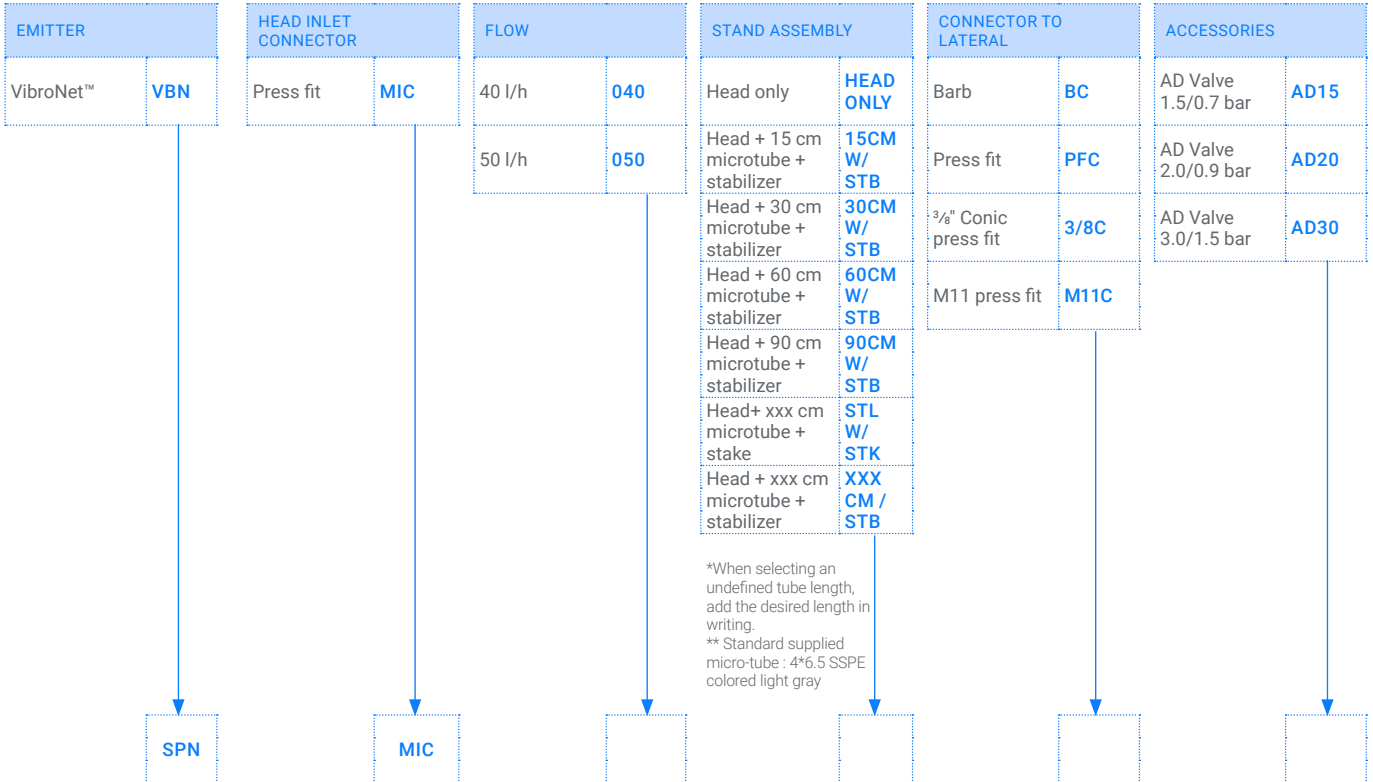 EMITTER
VibroNet™ VBN
HEAD INLET
CONNECTOR
Press fit MIC
FLOW
40 l/h 040
50 l/h 050
STAND ASSEMBLY
Head only HEAD
ONLY
Head + 15 cm 15CM
microtube + W/
stabilizer STB
Head + 30 cm 30CM
microtube + W/
stabilizer STB
Head + 60 cm 60CM
microtube + W/
stabilizer STB
Head + 90 cm 90CM
microtube + W/
stabilizer STB
Head+ xxx cm STL
microtube + W/
stake STK
Head + xxx cm XXX
microtube + CM /
stabilizer STB
*When selecting an
undefined tube length,
add the desired length in
writing.
** Standard supplied
micro-tube : 4*6.5 SSPE
colored light gray
CONNECTOR TO
LATERAL
Barb BC
Press fit PFC
⅜" Conic
press fit 3/8C
M11 press fit M11C
ACCESSORIES
AD Valve
1.5/0.7 bar AD15
AD Valve
2.0/0.9 bar AD20
AD Valve
3.0/1.5 bar AD30
SPN MIC